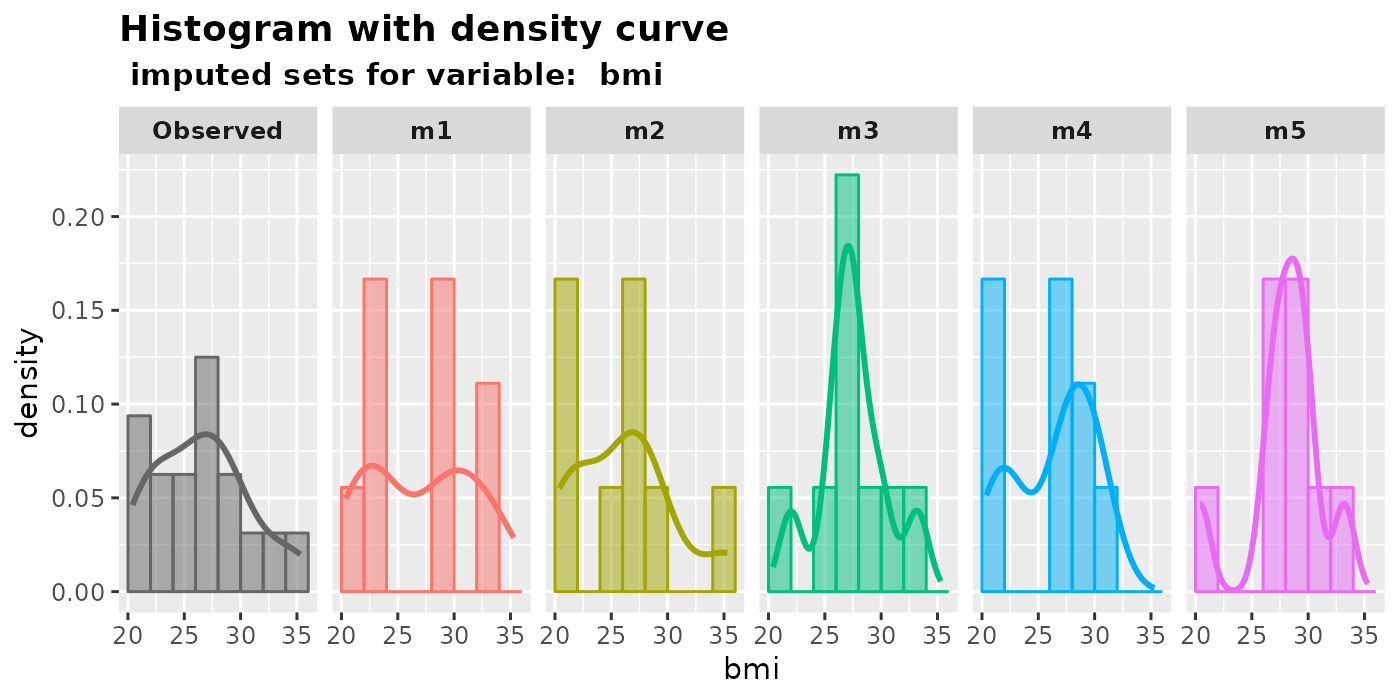 Histogram with density curve
imputed sets for variable:  bmi
Observed m1 m2 m3 m4 m5
density
0.20
0.15
0.10
0.05
0.00
20 25 30 35 20 25 30 35 20 25 30 35 20 25 30 35 20 25 30 35 20 25 30 35
bmi